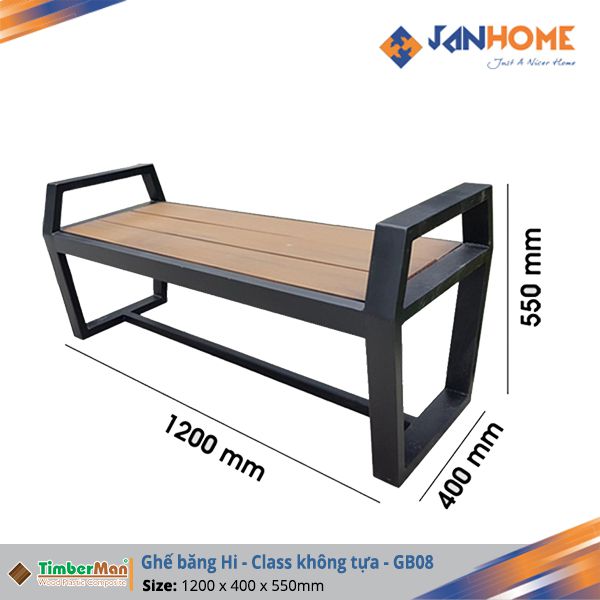 JANHOME
Just A Nicer Home
550 mm
1200 mm
400 mm
TimberMan®
Wood Plastic Composite
Ghế băng Hi - Class không tựa - GB08
Size: 1200 x 400 x 550mm